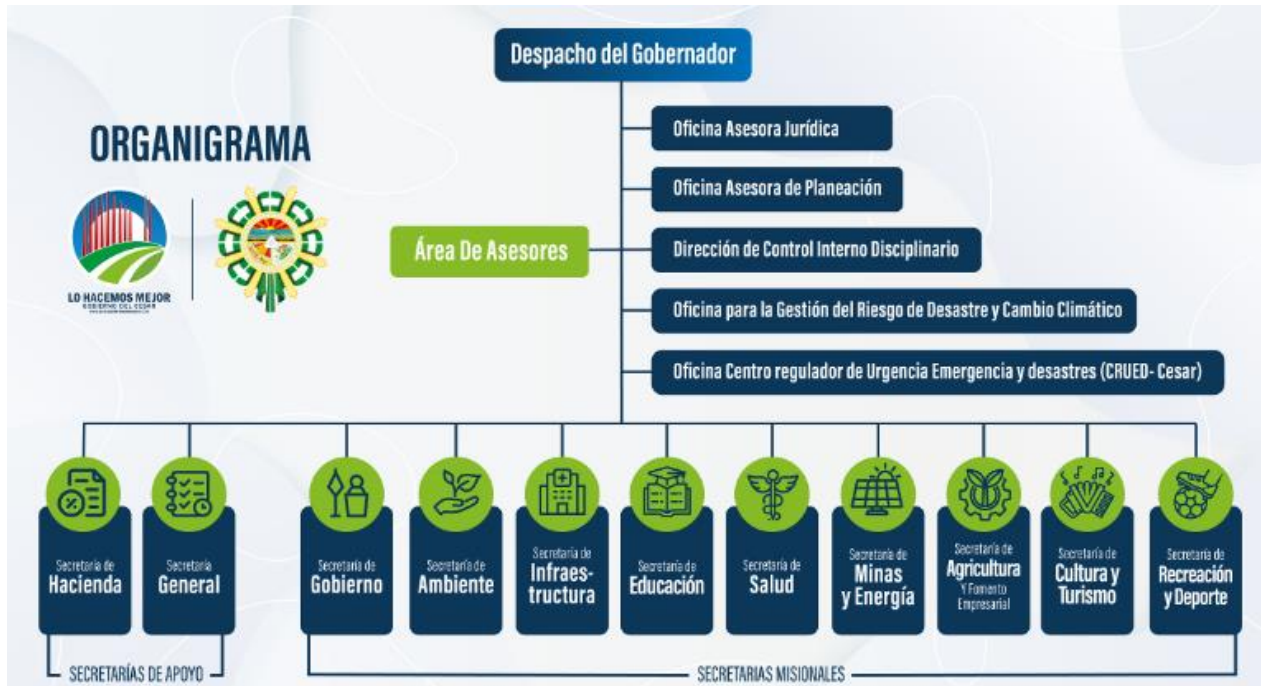 Despacho del Gobernador
ORGANIGRAMA
LO HACEMOS MEJOR
GOBIERNO DEL CESAR
Oficina Asesora Jurídica
Oficina Asesora de Planeación
Área De Asesores
Dirección de Control Interno Disciplinario
Oficina para la Gestión del Riesgo de Desastre y Cambio Climático
Oficina Centro regulador de Urgencia Emergencia y desastres (CRUED- Cesar)
Secretaría de
Hacienda
Secretaría
General
Secretaría de
Gobierno
Secretaría de
Ambiente
Secretaría de
Infraes-
tructura
Secretaría de
Educación
Secretaría de
Salud
Secretaría de
Minas
y Energía
Secretaría de
Agricultura
Y Fomento
Empresarial
Secretaría de
Cultura y
Turismo
Secretaría de
Recreación
y Deporte
SECRETARÍAS DE APOYO
SECRETARIAS MISIONALES